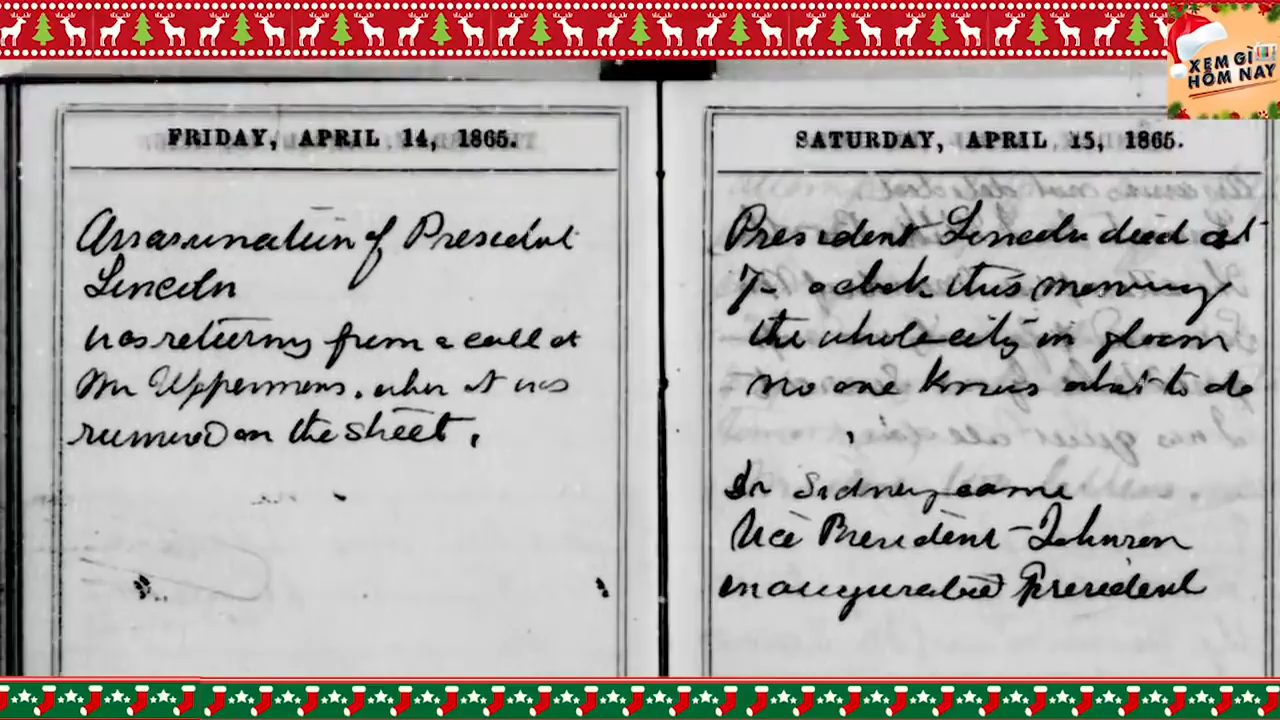 XEM GÌ
HÔM NAY
FRIDAY, APRIL 14, 1865.
Assassination of President
Lincoln
was returning from a call at
Mr Uppermans. when it was
rumored on the street.
SATURDAY, APRIL 15, 1865.
President Lincoln died at
7 oclock this morning
the whole city in gloom
no one knows what to do
Dr Sidney came
Vice President Johnson
inaugurated President